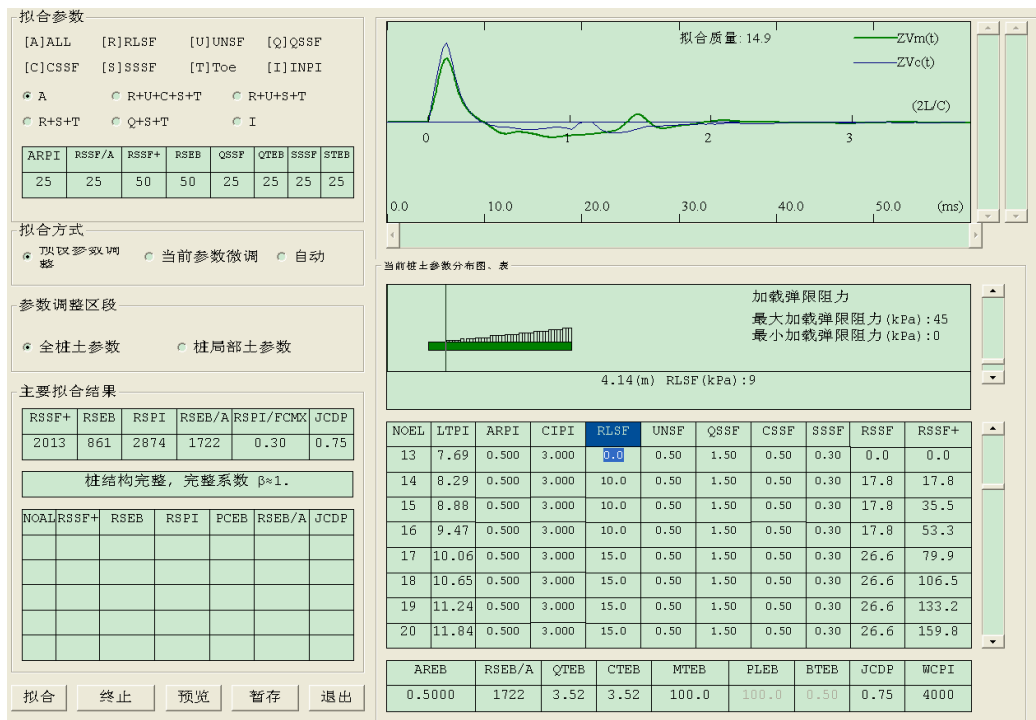 拟合参数
[A]ALL [R]RLSF [U]UNSF [Q]QSSF
[C]CSSF [S]SSSF [T]Toe [I]INPI
A R+U+C+S+T R+U+S+T
R+S+T Q+S+T I
ARPI RSSF/A RSSF+ RSEB QSSF QTEB SSSF STEB
25 25 50 50 25 25 25 25
拟合方式
预设参数调整 当前参数微调 自动
参数调整区段
全桩土参数 桩局部土参数
主要拟合结果
RSSF+ RSEB RSPI RSEB/A RSPI/FCMX JCDP
2013 861 2874 1722 0.30 0.75
桩结构完整, 完整系数 β≈1.
NOAL RSSF+ RSEB RSPI PCEB RSEB/A JCDP
拟合 终止 预览 暂存 退出
拟合质量: 14.9
ZVm(t)
ZVc(t)
(2L/C)
0 1 2 3
0.0 10.0 20.0 30.0 40.0 50.0 (ms)
当前桩土参数分布图、表
加载弹限阻力
最大加载弹限阻力(kPa):45
最小加载弹限阻力(kPa):0
4.14(m) RLSF(kPa):9
NOEL LTPI ARPI CIPI RLSF UNSF QSSF CSSF SSSF RSSF RSSF+
13 7.69 0.500 3.000 0.0 0.50 1.50 0.50 0.30 0.0 0.0
14 8.29 0.500 3.000 10.0 0.50 1.50 0.50 0.30 17.8 17.8
15 8.88 0.500 3.000 10.0 0.50 1.50 0.50 0.30 17.8 35.5
16 9.47 0.500 3.000 10.0 0.50 1.50 0.50 0.30 17.8 53.3
17 10.06 0.500 3.000 15.0 0.50 1.50 0.50 0.30 26.6 79.9
18 10.65 0.500 3.000 15.0 0.50 1.50 0.50 0.30 26.6 106.5
19 11.24 0.500 3.000 15.0 0.50 1.50 0.50 0.30 26.6 133.2
20 11.84 0.500 3.000 15.0 0.50 1.50 0.50 0.30 26.6 159.8
AREB RSEB/A QTEB CTEB MTEB PLEB BTEB JCDP WCPI
0.5000 1722 3.52 3.52 100.0 100.0 0.50 0.75 4000